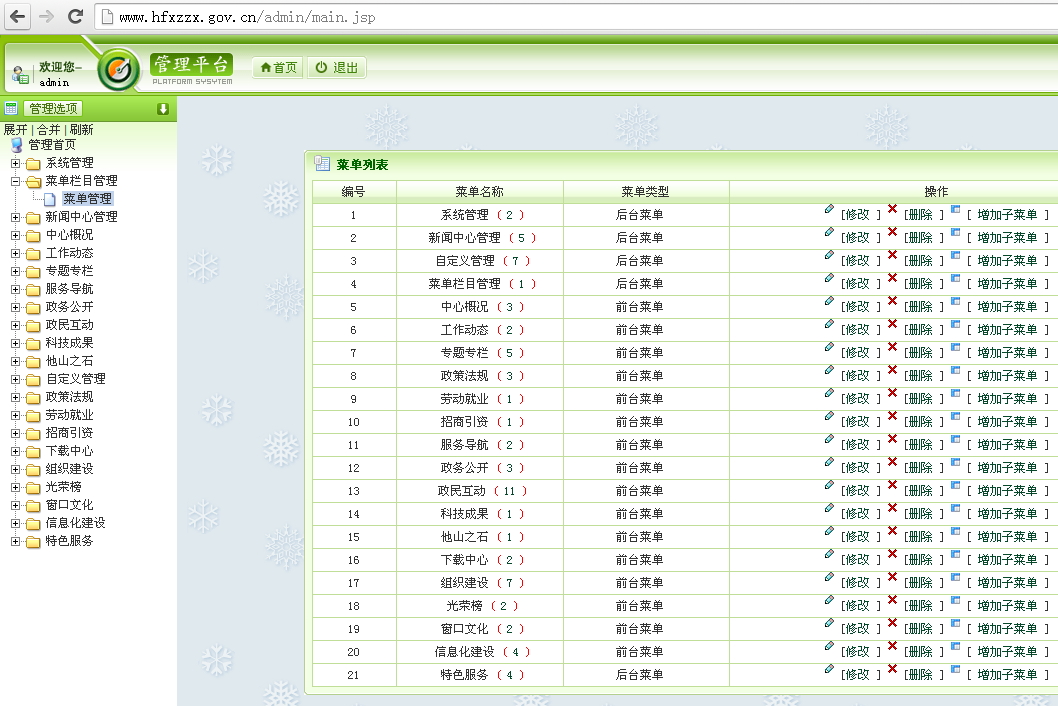 www.hfxzzx.gov.cn/admin/main.jsp
欢迎您-
admin
管理平台
PLATFORM SYSYTEM
首页
退出
管理选项
展开 | 合并 | 刷新
管理首页
系统管理
菜单栏目管理
菜单管理
新闻中心管理
中心概况
工作动态
专题专栏
服务导航
政务公开
政民互动
科技成果
他山之石
自定义管理
政策法规
劳动就业
招商引资
下载中心
组织建设
光荣榜
窗口文化
信息化建设
特色服务
菜单列表
编号 菜单名称 菜单类型 操作
1 系统管理 ( 2 ) 后台菜单 [修改 ] [删除 ] [ 增加子菜单 ]
2 新闻中心管理 ( 5 ) 后台菜单 [修改 ] [删除 ] [ 增加子菜单 ]
3 自定义管理 ( 7 ) 后台菜单 [修改 ] [删除 ] [ 增加子菜单 ]
4 菜单栏目管理 ( 1 ) 后台菜单 [修改 ] [删除 ] [ 增加子菜单 ]
5 中心概况 ( 3 ) 前台菜单 [修改 ] [删除 ] [ 增加子菜单 ]
6 工作动态 ( 2 ) 前台菜单 [修改 ] [删除 ] [ 增加子菜单 ]
7 专题专栏 ( 5 ) 前台菜单 [修改 ] [删除 ] [ 增加子菜单 ]
8 政策法规 ( 3 ) 前台菜单 [修改 ] [删除 ] [ 增加子菜单 ]
9 劳动就业 ( 1 ) 前台菜单 [修改 ] [删除 ] [ 增加子菜单 ]
10 招商引资 ( 1 ) 前台菜单 [修改 ] [删除 ] [ 增加子菜单 ]
11 服务导航 ( 2 ) 前台菜单 [修改 ] [删除 ] [ 增加子菜单 ]
12 政务公开 ( 3 ) 前台菜单 [修改 ] [删除 ] [ 增加子菜单 ]
13 政民互动 ( 11 ) 前台菜单 [修改 ] [删除 ] [ 增加子菜单 ]
14 科技成果 ( 1 ) 前台菜单 [修改 ] [删除 ] [ 增加子菜单 ]
15 他山之石 ( 1 ) 前台菜单 [修改 ] [删除 ] [ 增加子菜单 ]
16 下载中心 ( 2 ) 前台菜单 [修改 ] [删除 ] [ 增加子菜单 ]
17 组织建设 ( 7 ) 前台菜单 [修改 ] [删除 ] [ 增加子菜单 ]
18 光荣榜 ( 2 ) 前台菜单 [修改 ] [删除 ] [ 增加子菜单 ]
19 窗口文化 ( 2 ) 前台菜单 [修改 ] [删除 ] [ 增加子菜单 ]
20 信息化建设 ( 4 ) 前台菜单 [修改 ] [删除 ] [ 增加子菜单 ]
21 特色服务 ( 4 ) 后台菜单 [修改 ] [删除 ] [ 增加子菜单 ]